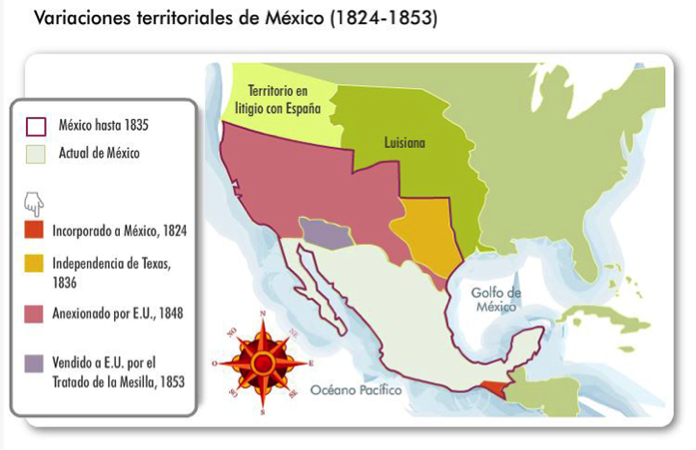 Variaciones territoriales de México (1824-1853)
México hasta 1835
Actual de México
Incorporado a México, 1824
Independencia de Texas,
1836
Anexionado por E.U., 1848
Vendido a E.U. por el
Tratado de la Mesilla, 1853
Territorio en
litigio con España
Luisiana
Golfo de
México
Océano Pacífico
N
NE
E
SE
S
SO
O
NO